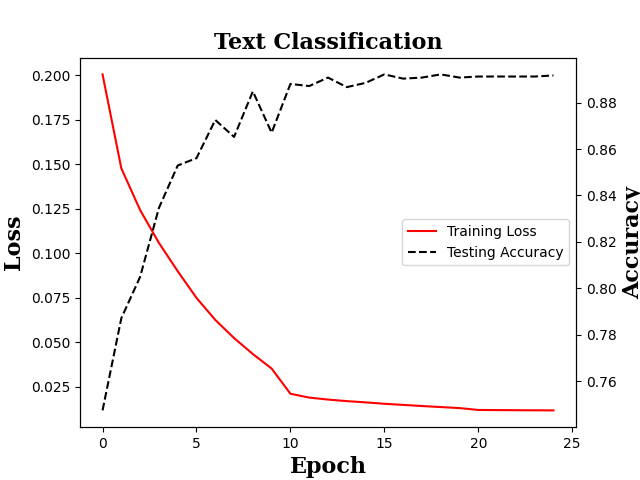 Text Classification
0.200
0.175
0.150
0.125
0.100
0.075
0.050
0.025
Loss
0.88
0.86
0.84
0.82
0.80
0.78
0.76
Accuracy
Training Loss
Testing Accuracy
0 5 10 15 20 25
Epoch